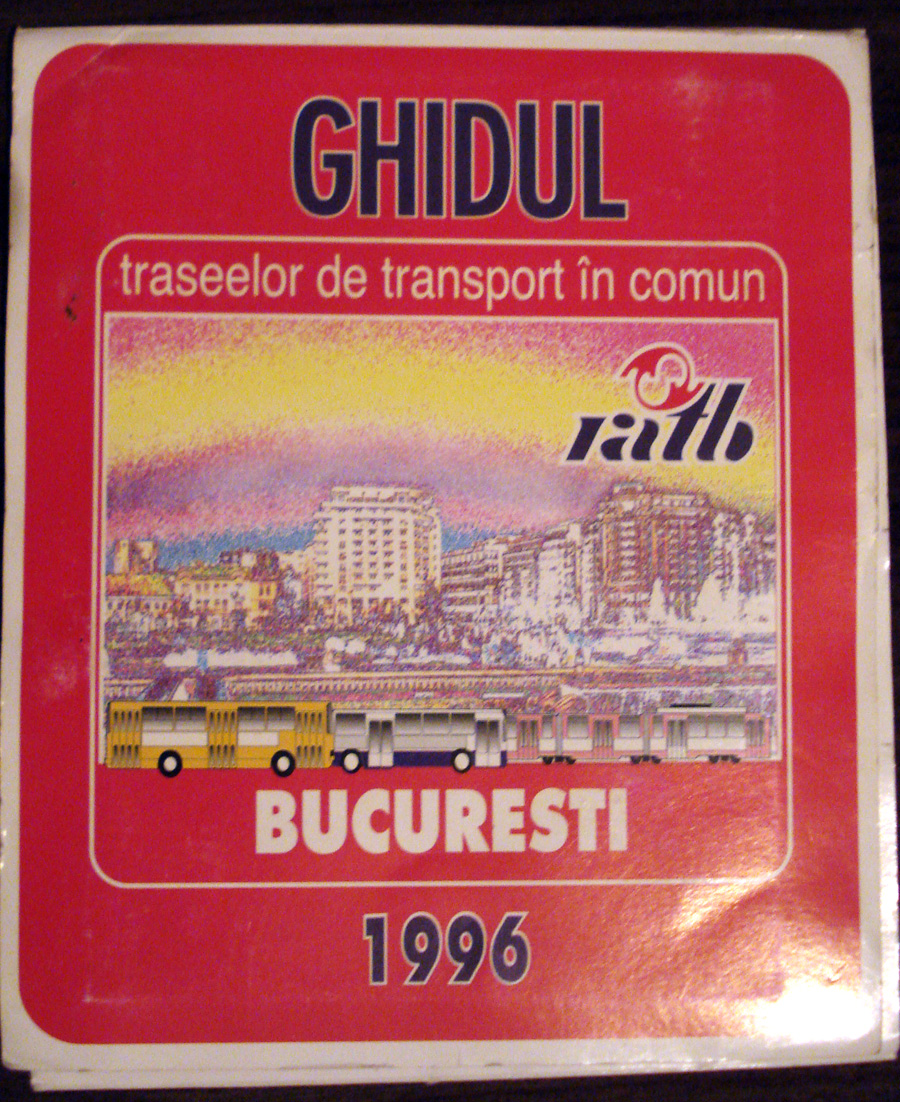 GHIDUL
traseelor de transport în comun
ratb
BUCURESTI
1996